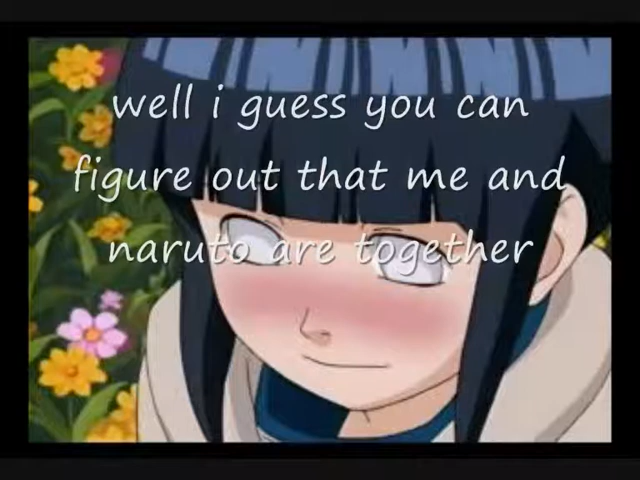 well i guess you can
figure out that me and
naruto are together